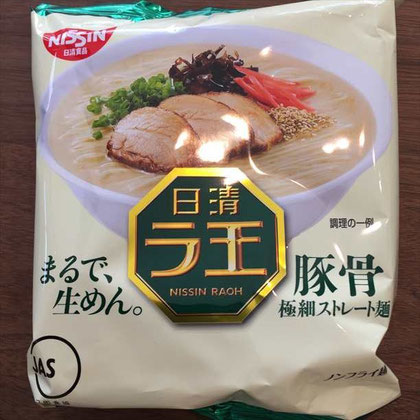 NISSIN
日清食品
日清
ラ王
NISSIN RAOH
調理の一例
まるで、
生めん。
豚骨
極細ストレート麺
JAS
ノンフライ麺